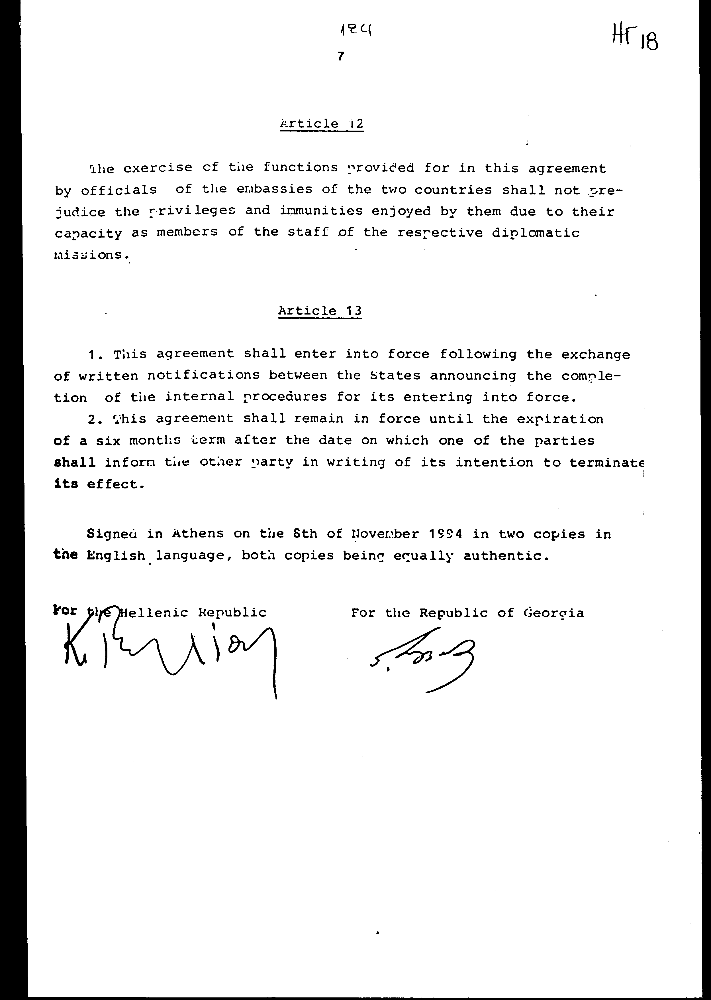 124
HΓ 18
7
Article 12
The exercise of the functions provided for in this agreement
by officials of the embassies of the two countries shall not pre-
judice the privileges and immunities enjoyed by them due to their
capacity as members of the staff of the respective diplomatic
missions.
Article 13
1. This agreement shall enter into force following the exchange
of written notifications between the States announcing the comple-
tion of the internal procedures for its entering into force.
2. This agreement shall remain in force until the expiration
of a six months term after the date on which one of the parties
shall inform the other party in writing of its intention to terminate
its effect.
Signed in Athens on the 8th of November 1994 in two copies in
the English language, both copies being equally authentic.
For the Hellenic Republic
For the Republic of Georgia